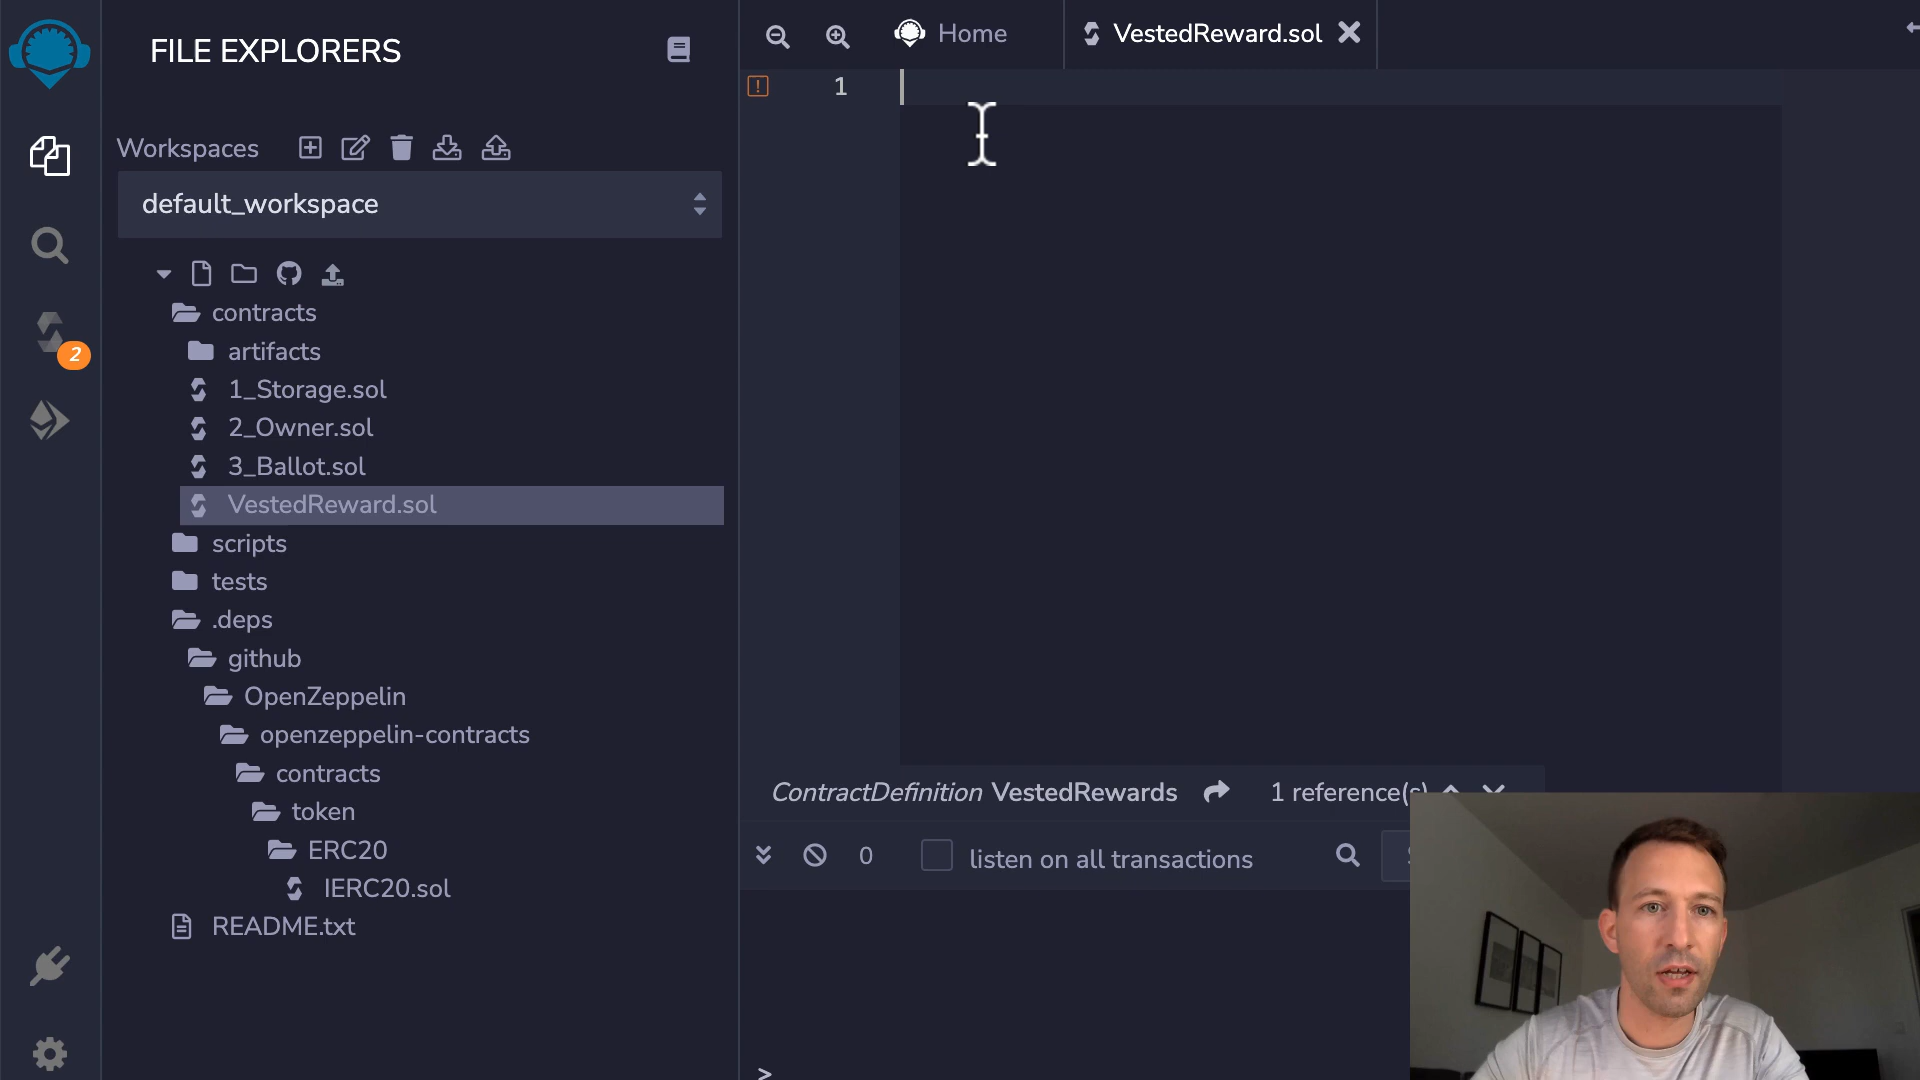 FILE EXPLORERS
Workspaces
default_workspace
contracts
artifacts
1_Storage.sol
2_Owner.sol
3_Ballot.sol
VestedReward.sol
scripts
tests
.deps
github
OpenZeppelin
openzeppelin-contracts
contracts
token
ERC20
IERC20.sol
README.txt
2
Home
VestedReward.sol
1
ContractDefinition VestedRewards 1 reference(s)
0 listen on all transactions
>